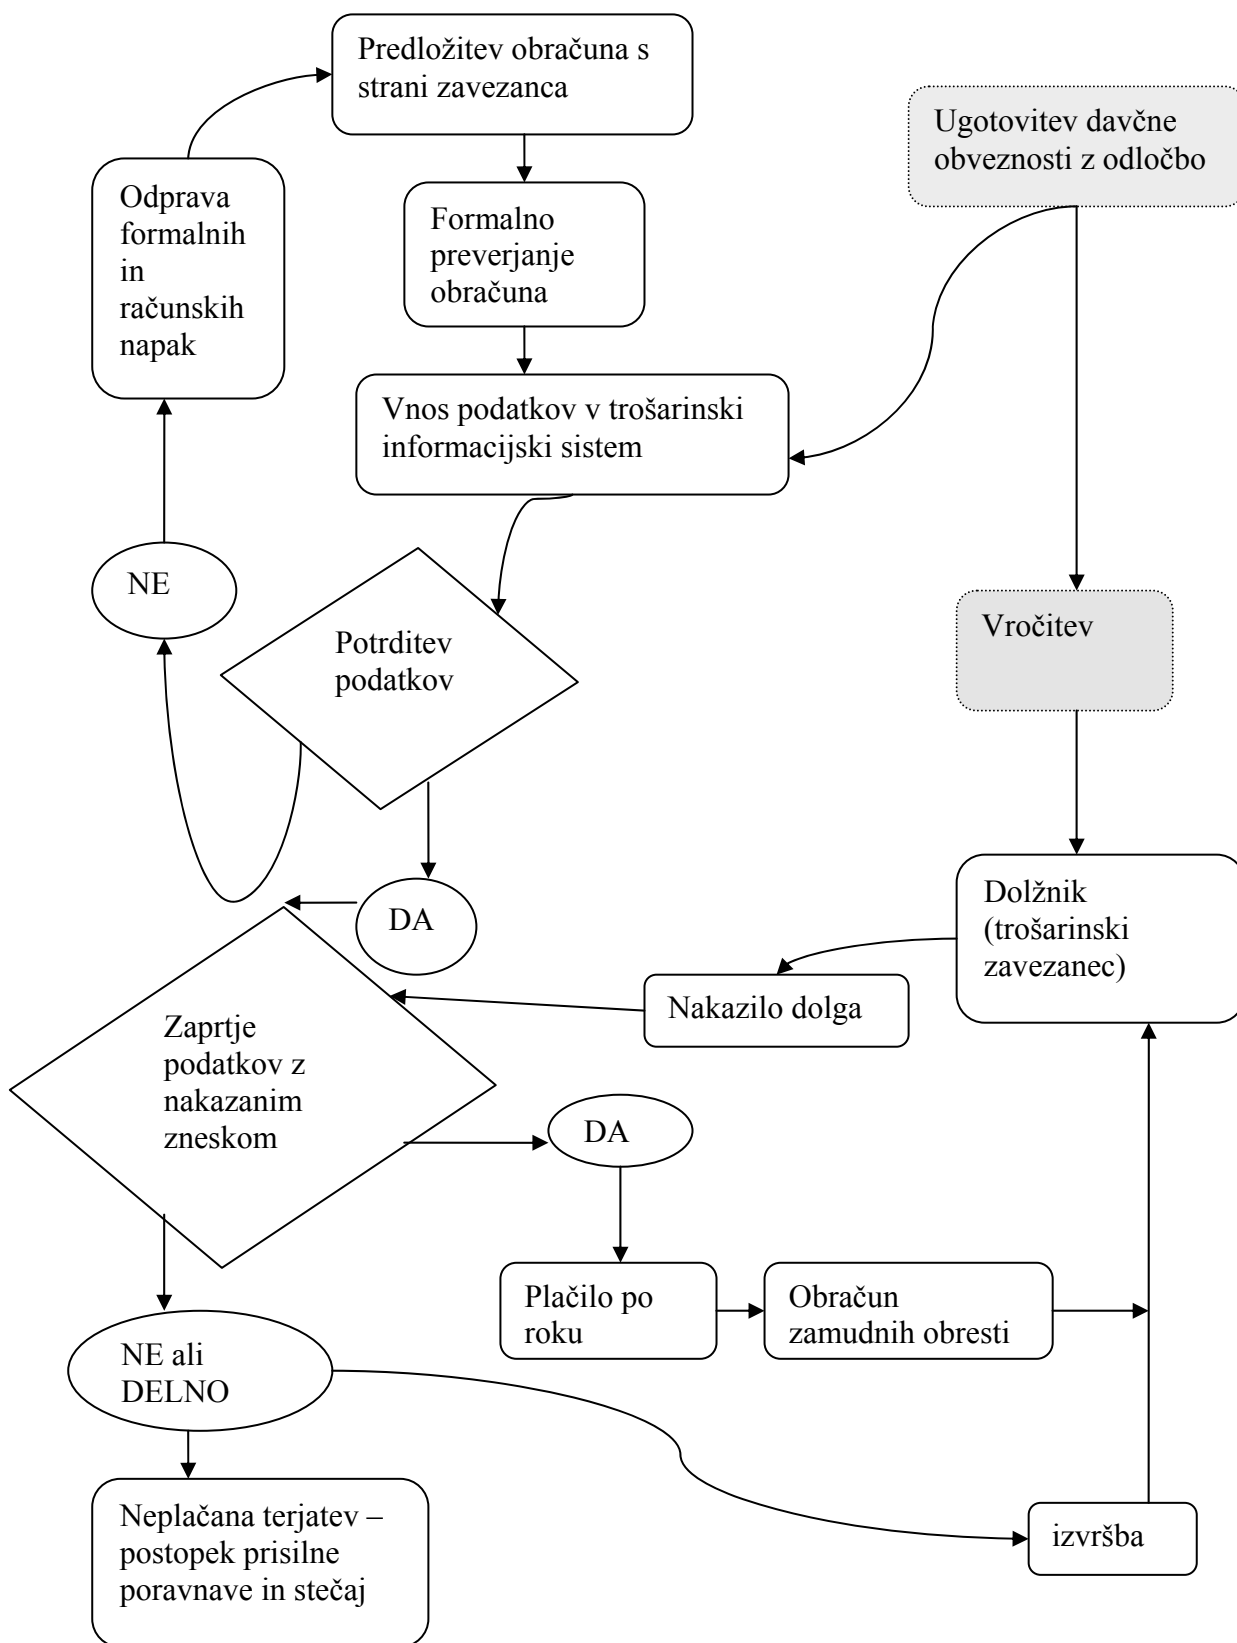 Predložitev obračuna s
strani zavezanca
Ugotovitev davčne
obveznosti z odločbo
Odprava
formalnih
in
računskih
napak
Formalno
preverjanje
obračuna
Vnos podatkov v trošarinski
informacijski sistem
NE
Potrditev
podatkov
Vročitev
DA
Dolžnik
(trošarinski
zavezanec)
Nakazilo dolga
Zaprtje
podatkov z
nakazanim
zneskom
DA
Plačilo po
roku
Obračun
zamudnih obresti
NE ali
DELNO
Neplačana terjatev –
postopek prisilne
poravnave in stečaj
izvršba